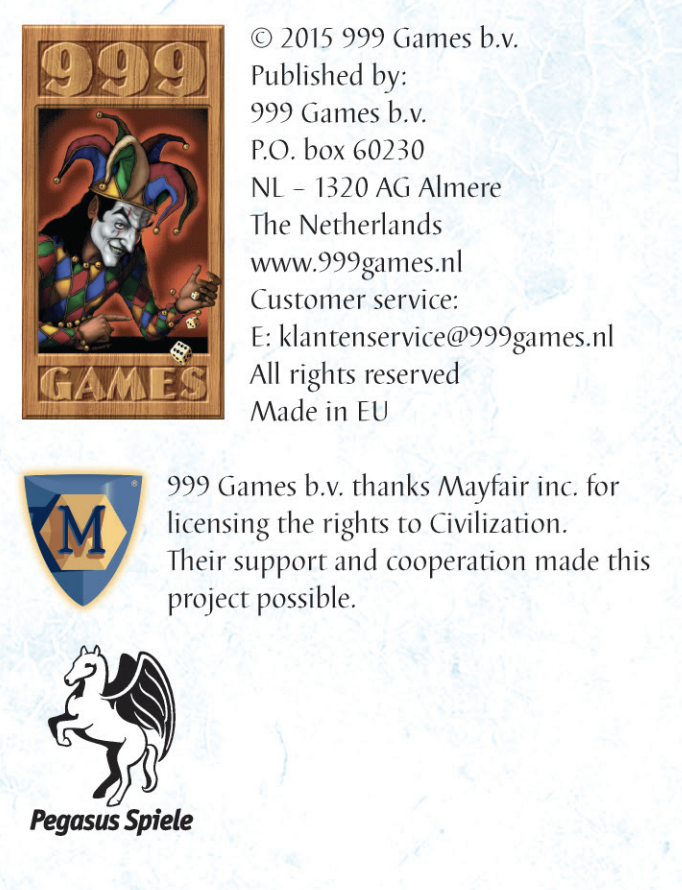 999
GAMES
© 2015 999 Games b.v.
Published by:
999 Games b.v.
P.O. box 60230
NL – 1320 AG Almere
The Netherlands
www.999games.nl
Customer service:
E: klantenservice@999games.nl
All rights reserved
Made in EU
M
®
999 Games b.v. thanks Mayfair inc. for
licensing the rights to Civilization.
Their support and cooperation made this
project possible.
Pegasus Spiele